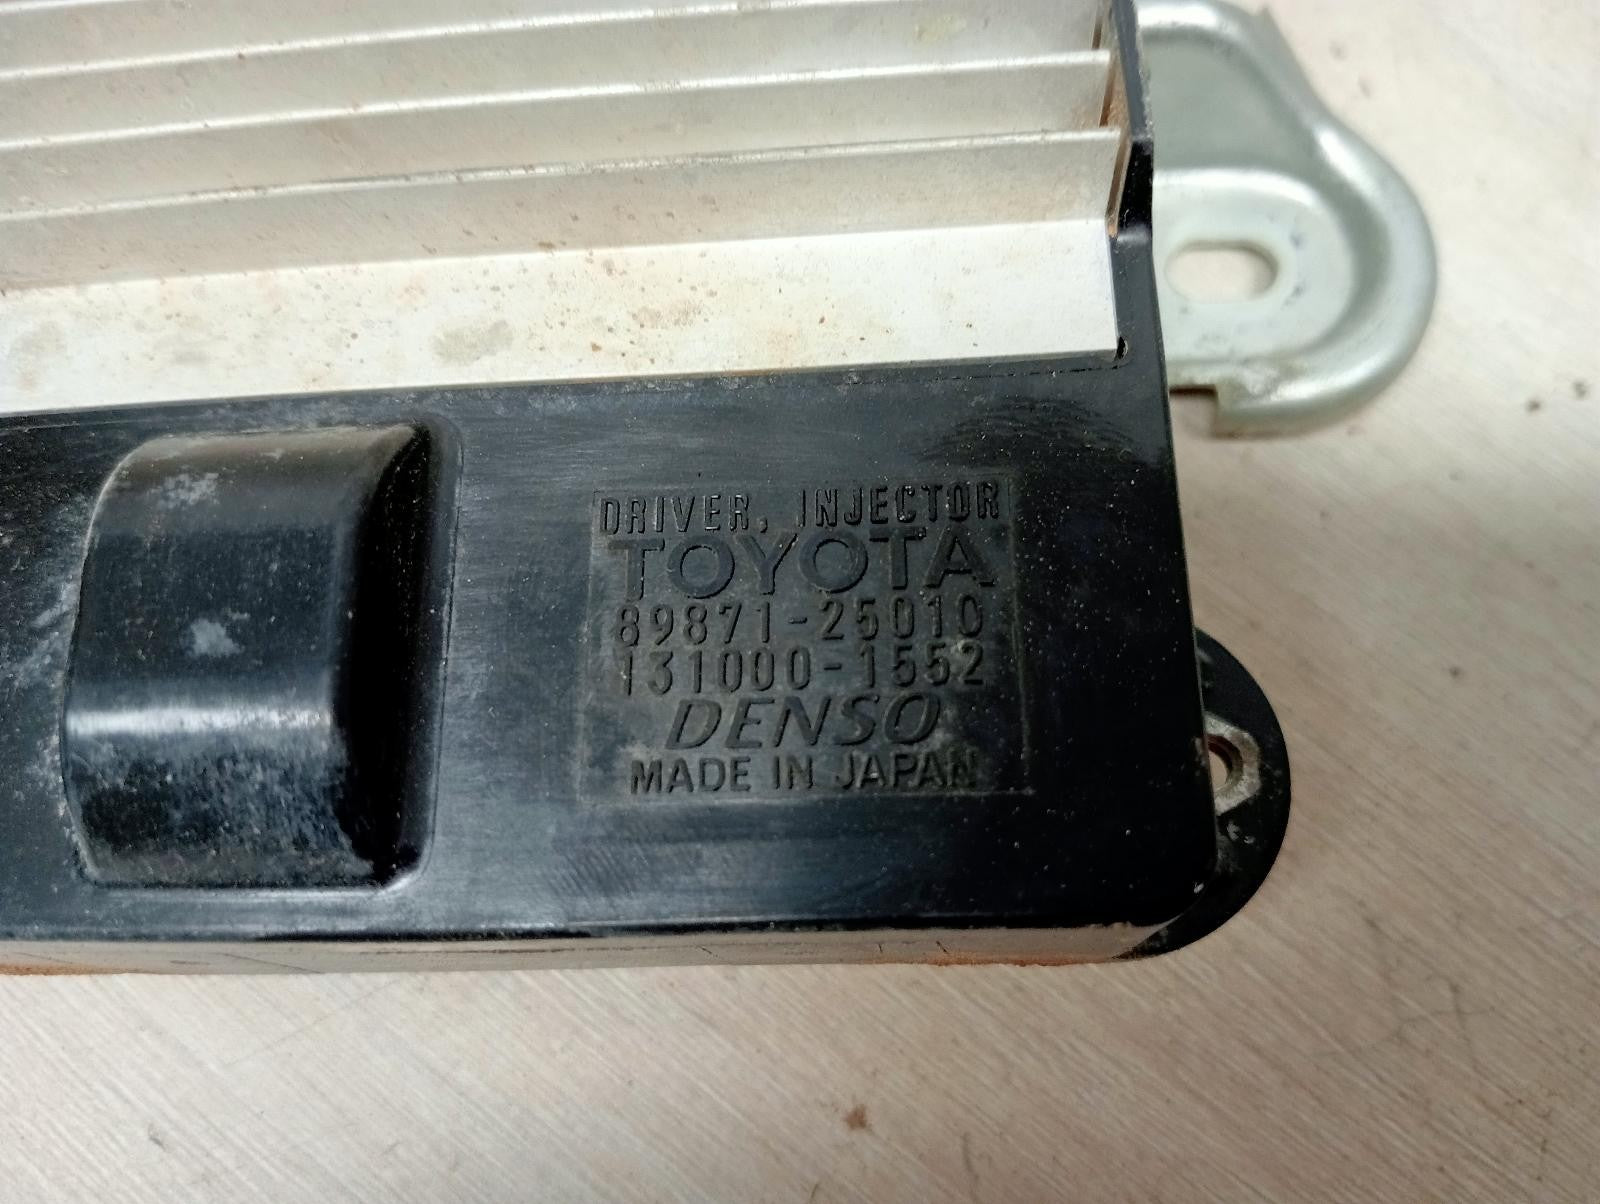 DRIVER, INJECTOR
TOYOTA
89871-25010
131000-1552
DENSO
MADE IN JAPAN